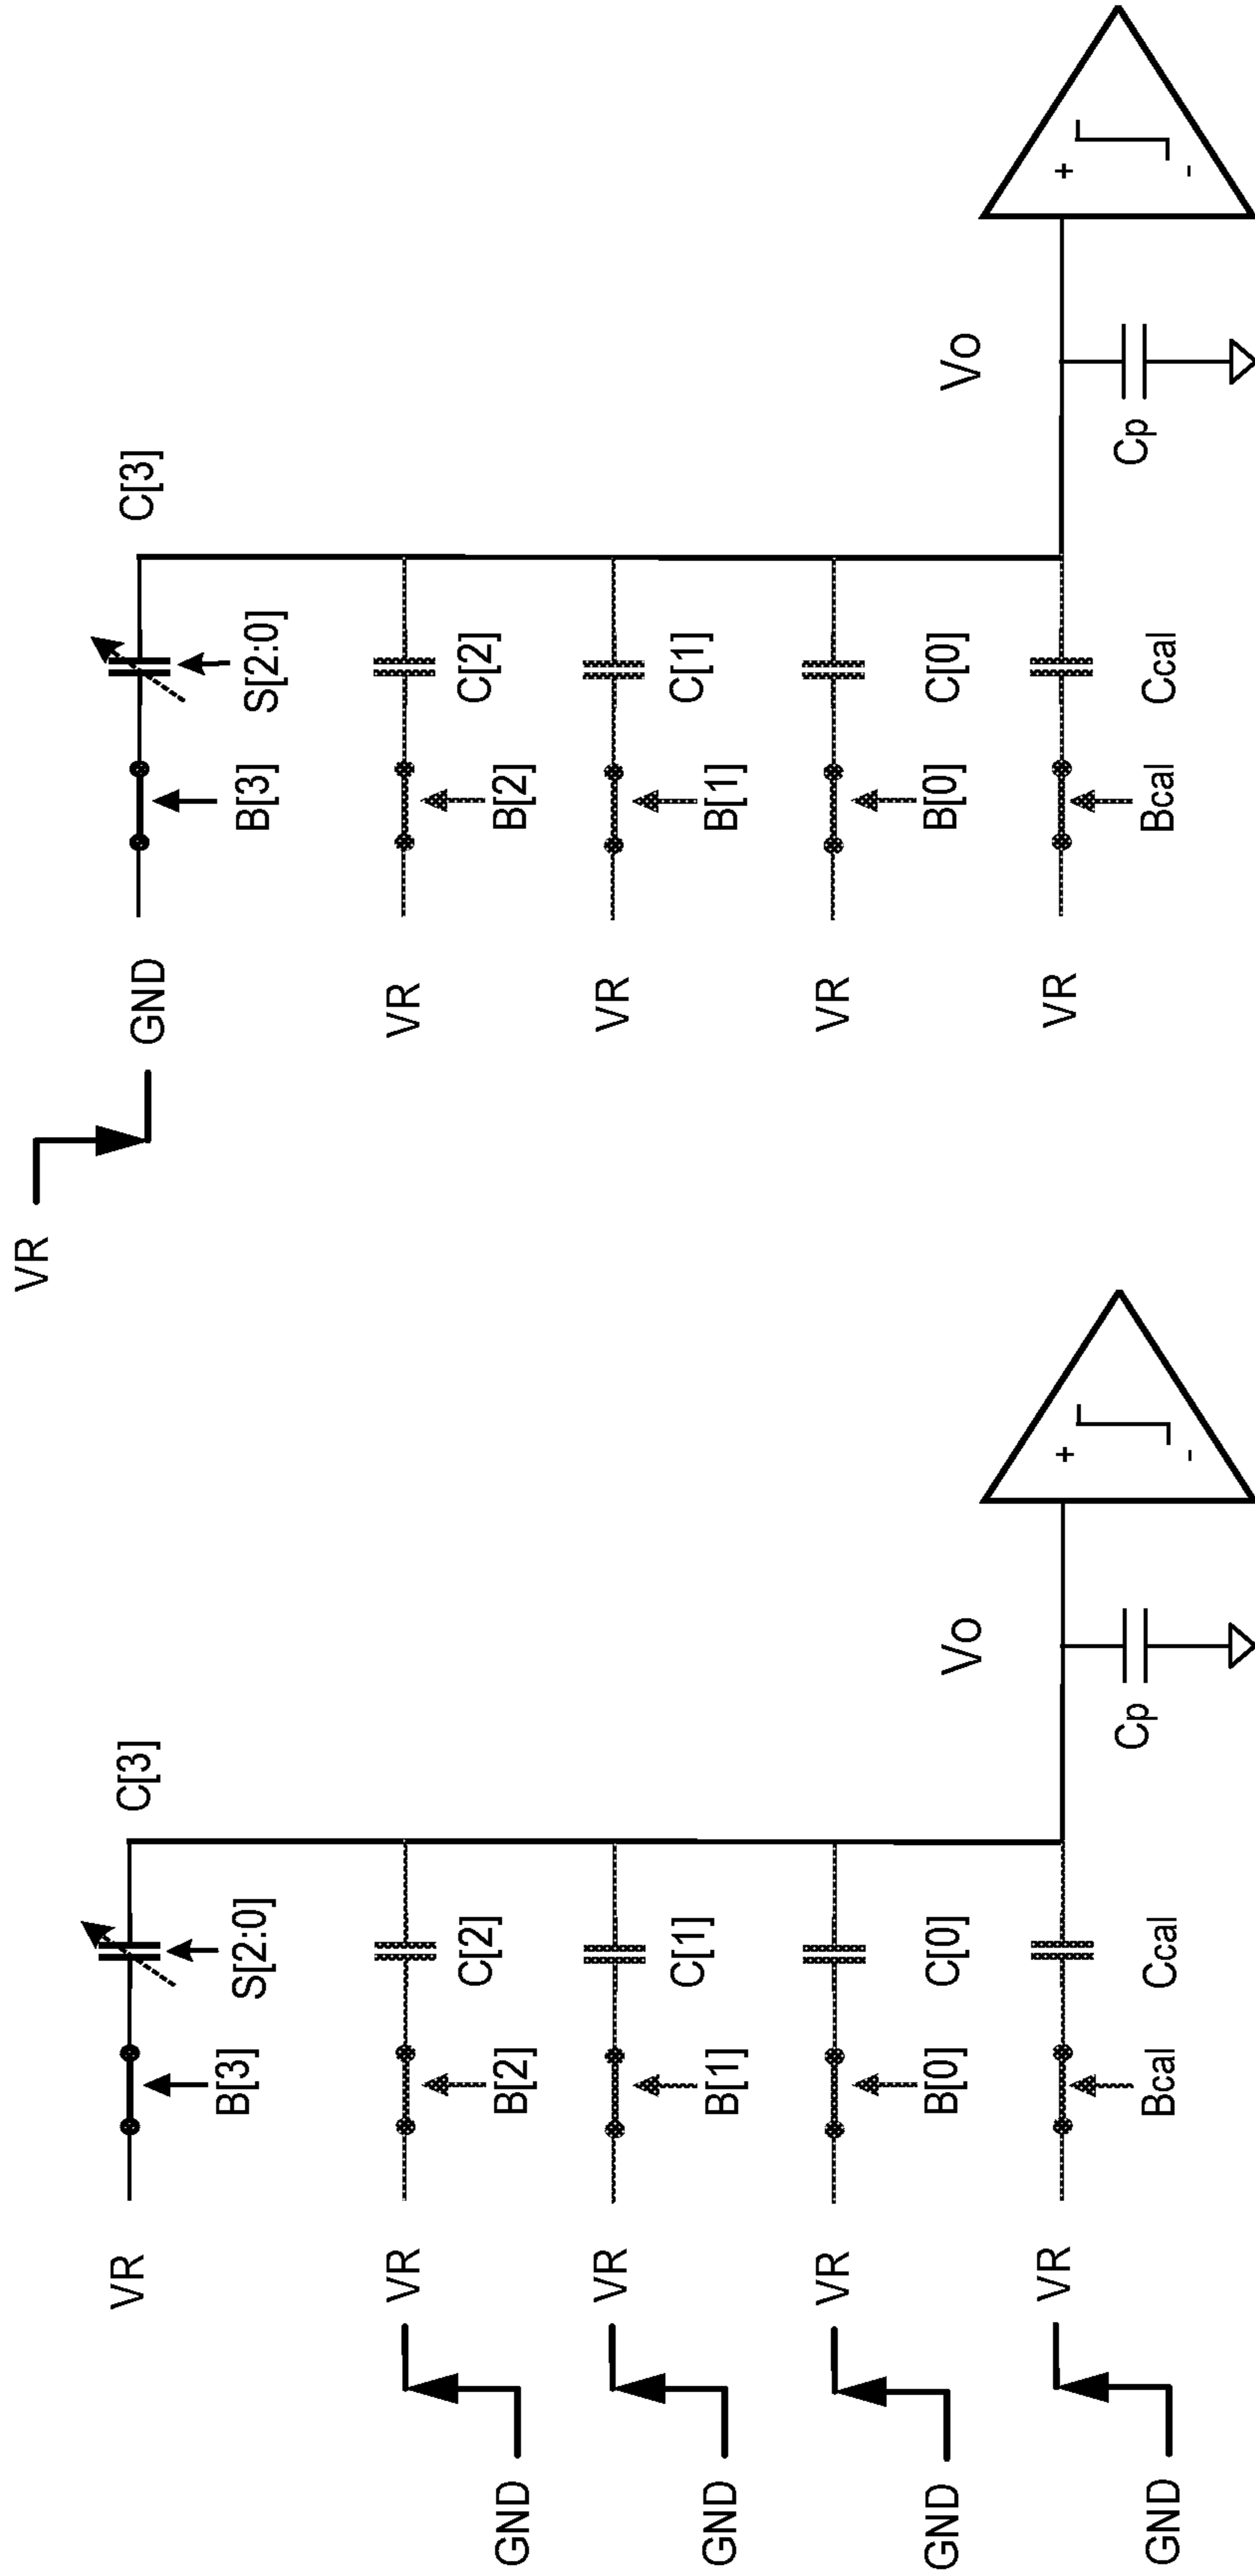 VR
C[3]
B[3]
S[2:0]
GND
VR
B[2]
C[2]
GND
VR
B[1]
C[1]
GND
VR
B[0]
C[0]
Vo
GND
VR
Bcal
Ccal
Cp
+
-
VR
GND
C[3]
B[3]
S[2:0]
VR
B[2]
C[2]
VR
B[1]
C[1]
VR
B[0]
C[0]
Vo
VR
Bcal
Ccal
Cp
+
-